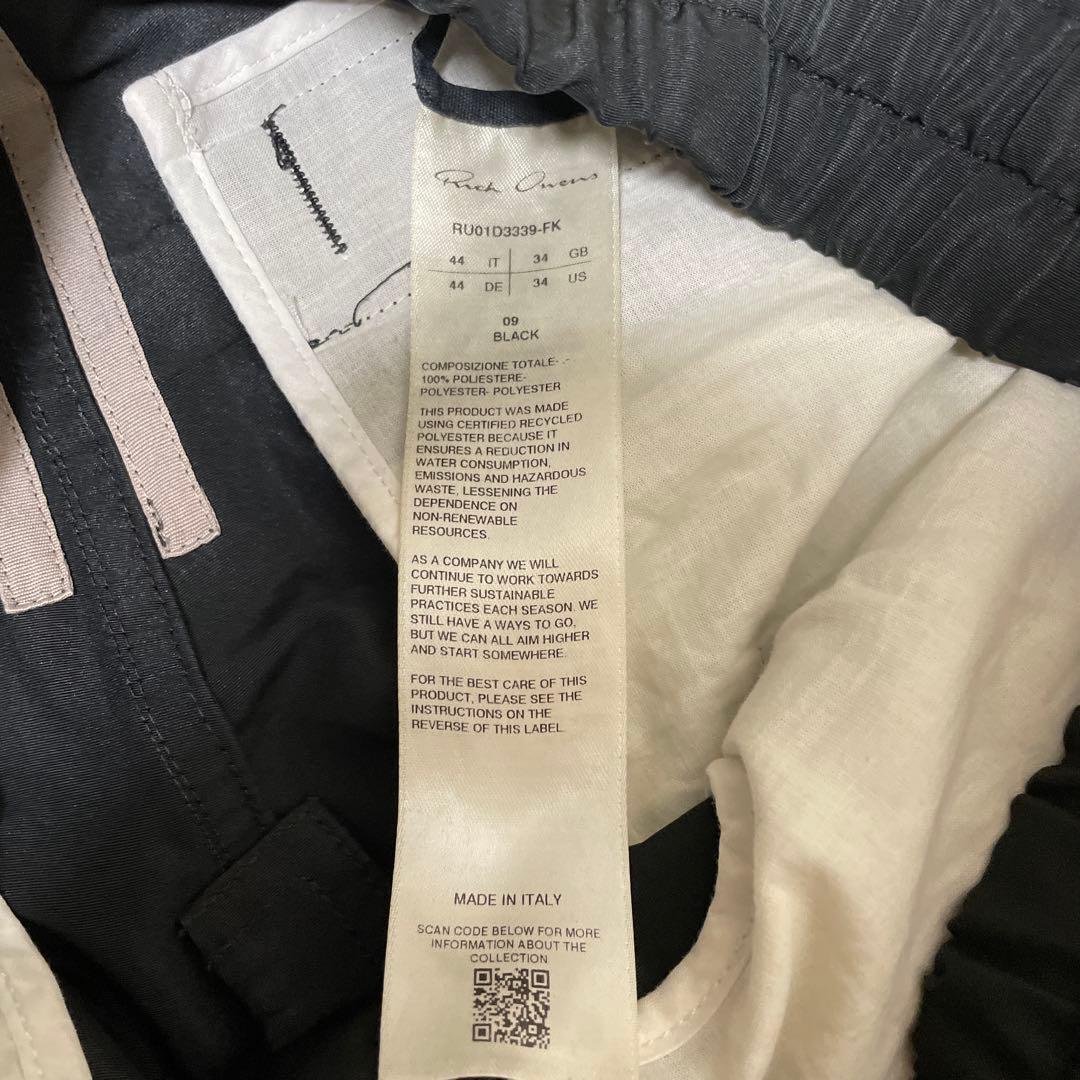 Rick Owens
RU01D3339-FK
44 IT 34 GB
44 DE 34 US
09
BLACK
COMPOSIZIONE TOTALE- .-
100% POLIESTERE-
POLYESTER- POLYESTER
THIS PRODUCT WAS MADE
USING CERTIFIED RECYCLED
POLYESTER BECAUSE IT
ENSURES A REDUCTION IN
WATER CONSUMPTION,
EMISSIONS AND HAZARDOUS
WASTE, LESSENING THE
DEPENDENCE ON
NON-RENEWABLE
RESOURCES.
AS A COMPANY WE WILL
CONTINUE TO WORK TOWARDS
FURTHER SUSTAINABLE
PRACTICES EACH SEASON. WE
STILL HAVE A WAYS TO GO,
BUT WE CAN ALL AIM HIGHER
AND START SOMEWHERE.
FOR THE BEST CARE OF THIS
PRODUCT, PLEASE SEE THE
INSTRUCTIONS ON THE
REVERSE OF THIS LABEL.
MADE IN ITALY
SCAN CODE BELOW FOR MORE
INFORMATION ABOUT THE
COLLECTION